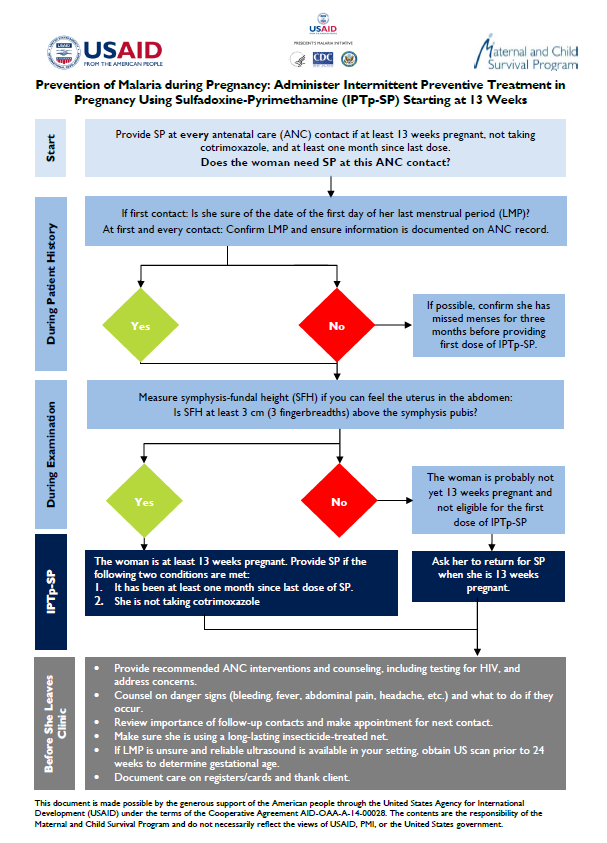 USAID
FROM THE AMERICAN PEOPLE
USAID
PRESIDENT'S MALARIA INITIATIVE
CDC
Maternal and Child
Survival Program
Prevention of Malaria during Pregnancy: Administer Intermittent Preventive Treatment in
Pregnancy Using Sulfadoxine-Pyrimethamine (IPTp-SP) Starting at 13 Weeks
Start
Provide SP at every antenatal care (ANC) contact if at least 13 weeks pregnant, not taking
cotrimoxazole, and at least one month since last dose.
Does the woman need SP at this ANC contact?
During Patient History
If first contact: Is she sure of the date of the first day of her last menstrual period (LMP)?
At first and every contact: Confirm LMP and ensure information is documented on ANC record.
Yes
No
If possible, confirm she has
missed menses for three
months before providing
first dose of IPTp-SP.
During Examination
Measure symphysis-fundal height (SFH) if you can feel the uterus in the abdomen:
Is SFH at least 3 cm (3 fingerbreadths) above the symphysis pubis?
Yes
No
The woman is probably not
yet 13 weeks pregnant and
not eligible for the first
dose of IPTp-SP
IPTp-SP
The woman is at least 13 weeks pregnant. Provide SP if the
following two conditions are met:
1. It has been at least one month since last dose of SP.
2. She is not taking cotrimoxazole
Ask her to return for SP
when she is 13 weeks
pregnant.
Before She Leaves
Clinic
• Provide recommended ANC interventions and counseling, including testing for HIV, and
address concerns.
• Counsel on danger signs (bleeding, fever, abdominal pain, headache, etc.) and what to do if they
occur.
• Review importance of follow-up contacts and make appointment for next contact.
• Make sure she is using a long-lasting insecticide-treated net.
• If LMP is unsure and reliable ultrasound is available in your setting, obtain US scan prior to 24
weeks to determine gestational age.
• Document care on registers/cards and thank client.
This document is made possible by the generous support of the American people through the United States Agency for International
Development (USAID) under the terms of the Cooperative Agreement AID-OAA-A-14-00028. The contents are the responsibility of the
Maternal and Child Survival Program and do not necessarily reflect the views of USAID, PMI, or the United States government.